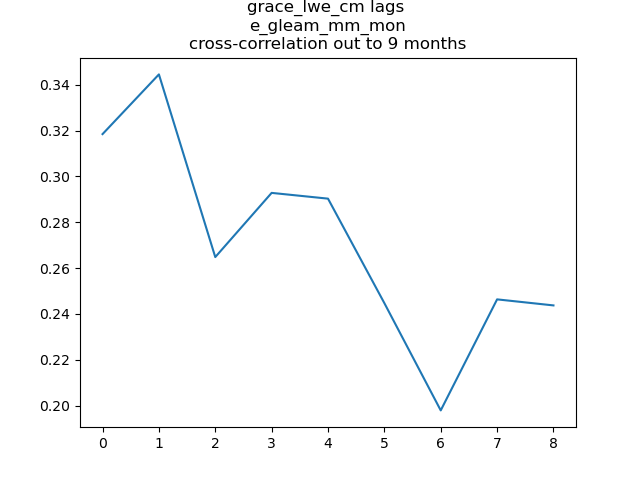 grace_lwe_cm lags
e_gleam_mm_mon
cross-correlation out to 9 months
0.34
0.32
0.30
0.28
0.26
0.24
0.22
0.20
0 1 2 3 4 5 6 7 8